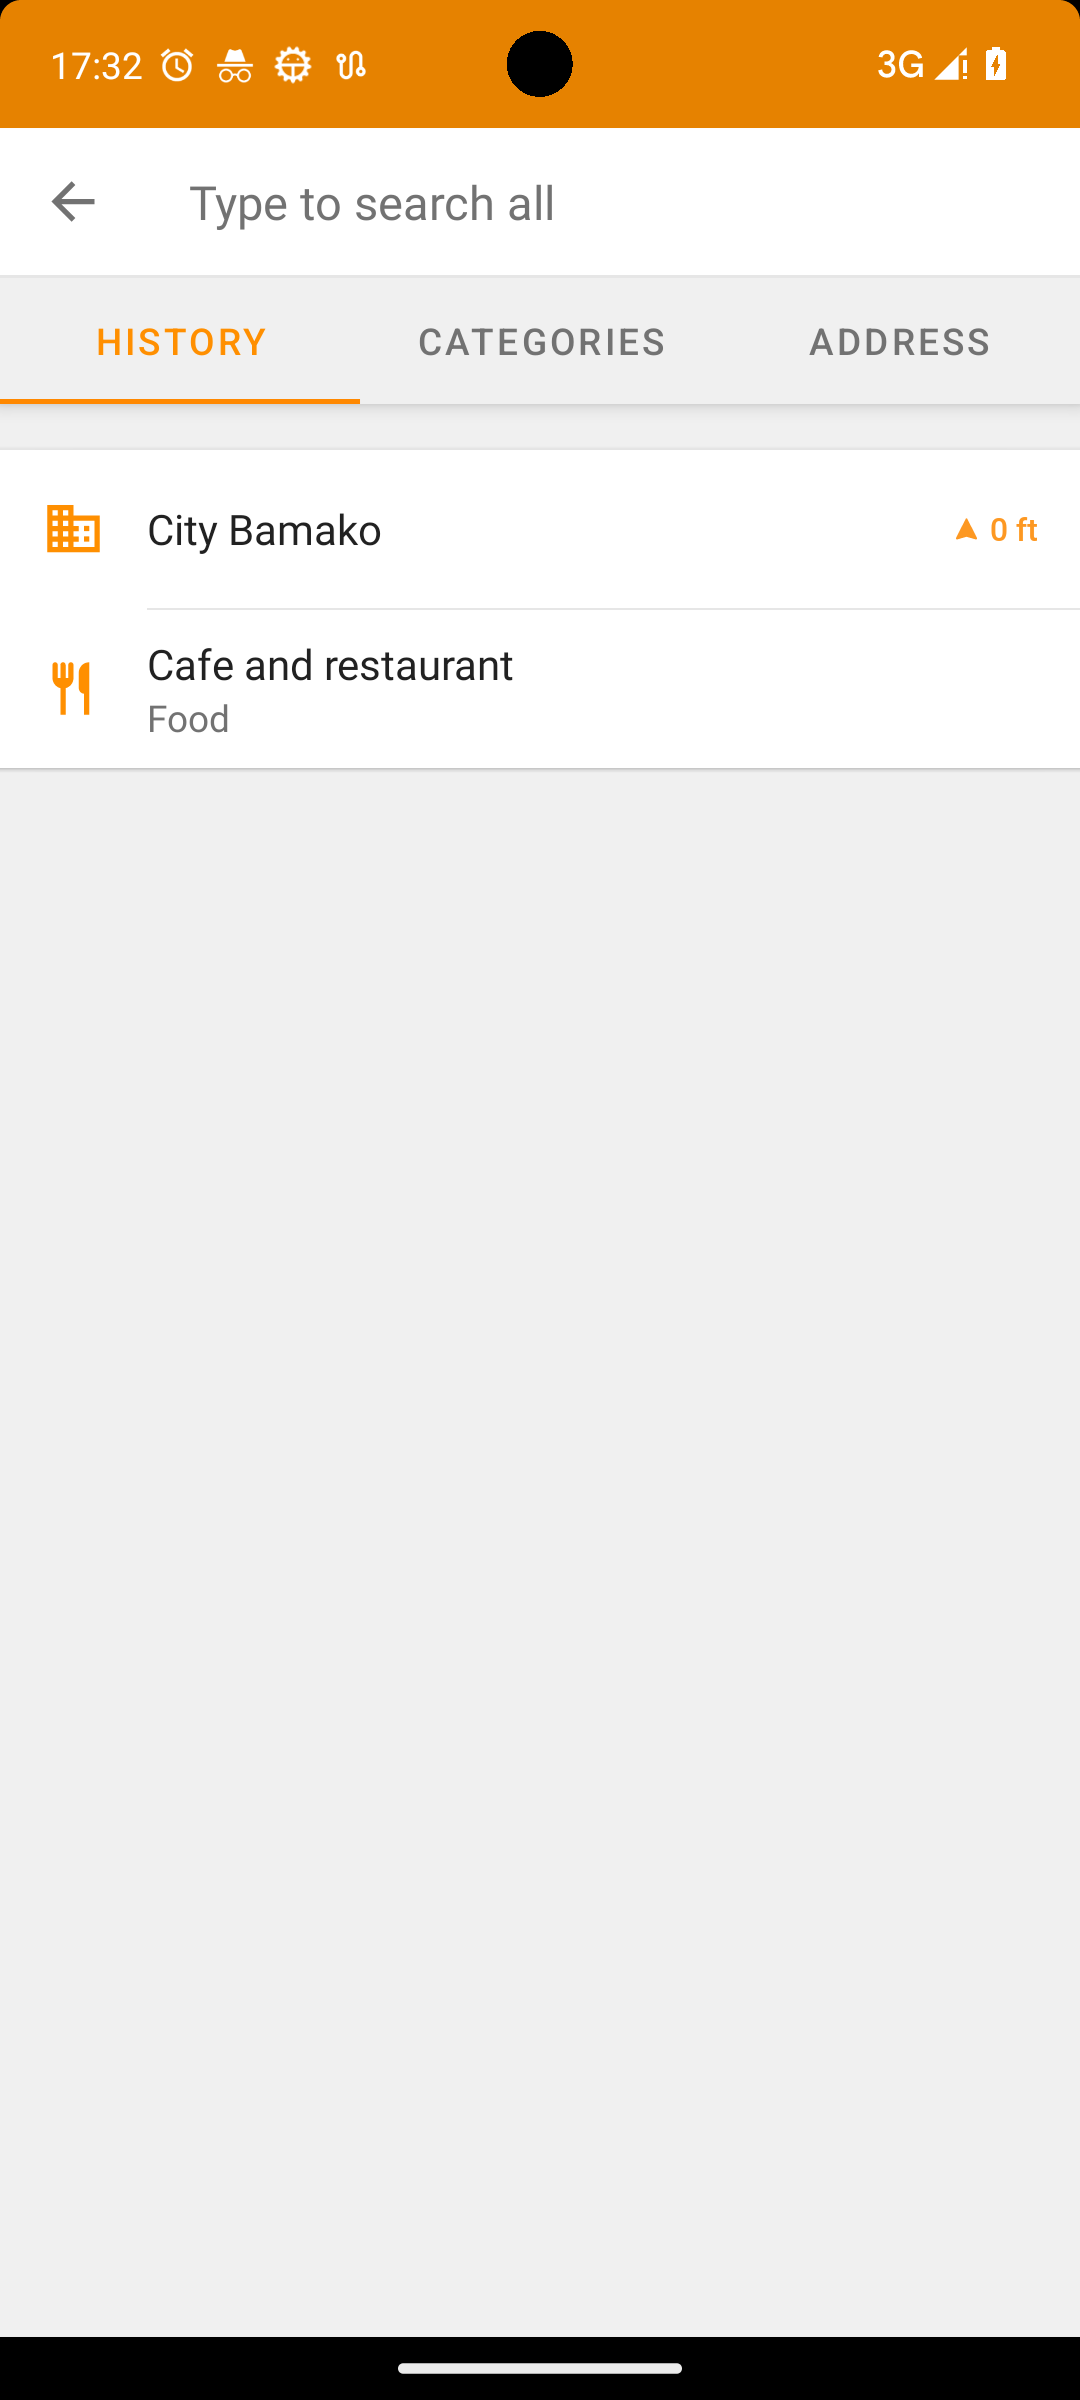 17:32
3G
Type to search all
HISTORY
CATEGORIES
ADDRESS
City Bamako
0 ft
Cafe and restaurant
Food